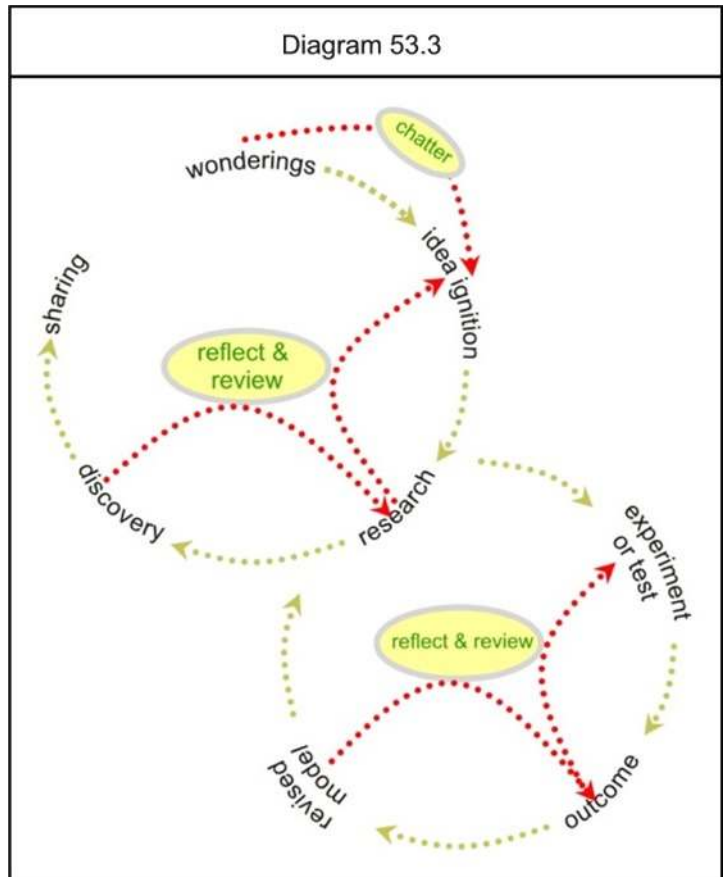 Diagram 53.3
chatter
wonderings
idea ignition
sharing
reflect &
review
discovery
research
experiment
or test
reflect & review
revised
model
outcome